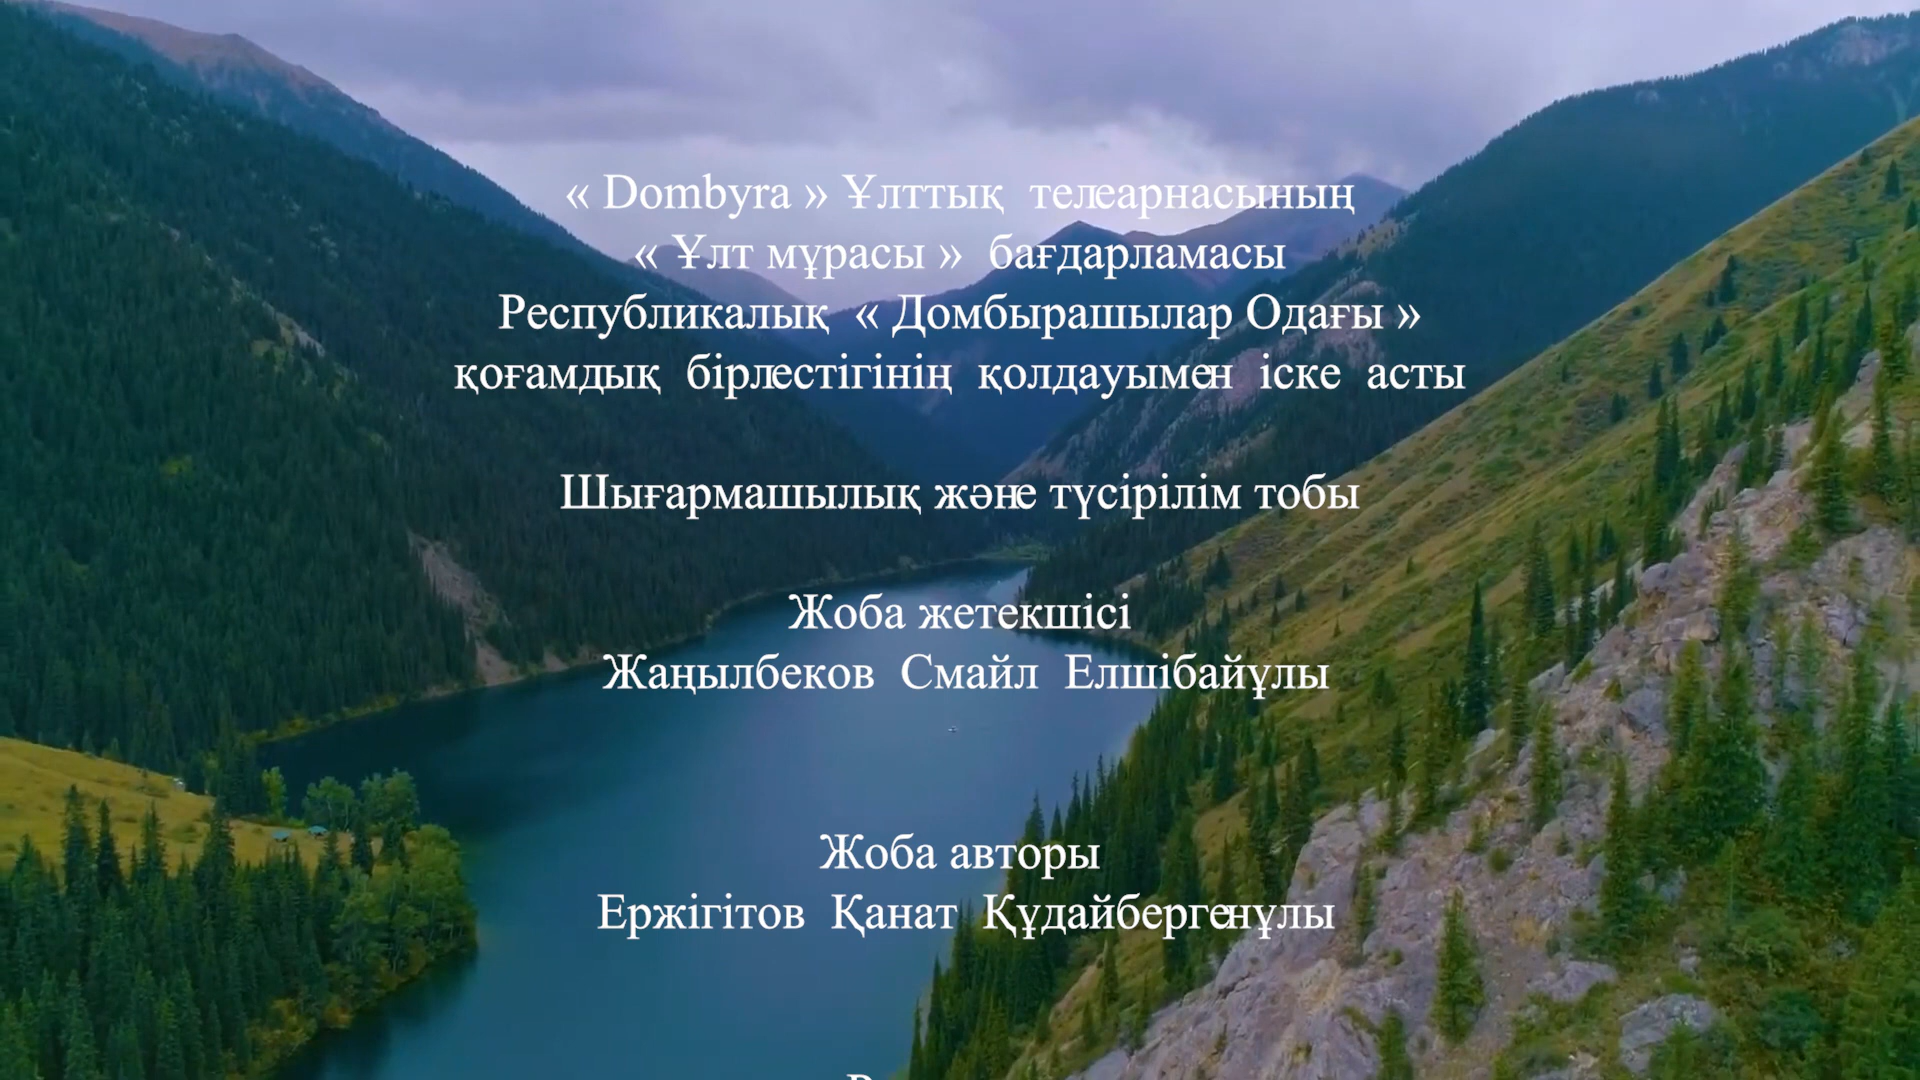 « Dombyra » Ұлттық телеарнасының
« Ұлт мұрасы » бағдарламасы
Республикалық « Домбырашылар Одағы »
қоғамдық бірлестігінің қолдауымен іске асты
Шығармашылық және түсірілім тобы
Жоба жетекшісі
Жаңылбеков Смайл Елшібайұлы
Жоба авторы
Ержігітов Қанат Құдайбергенұлы